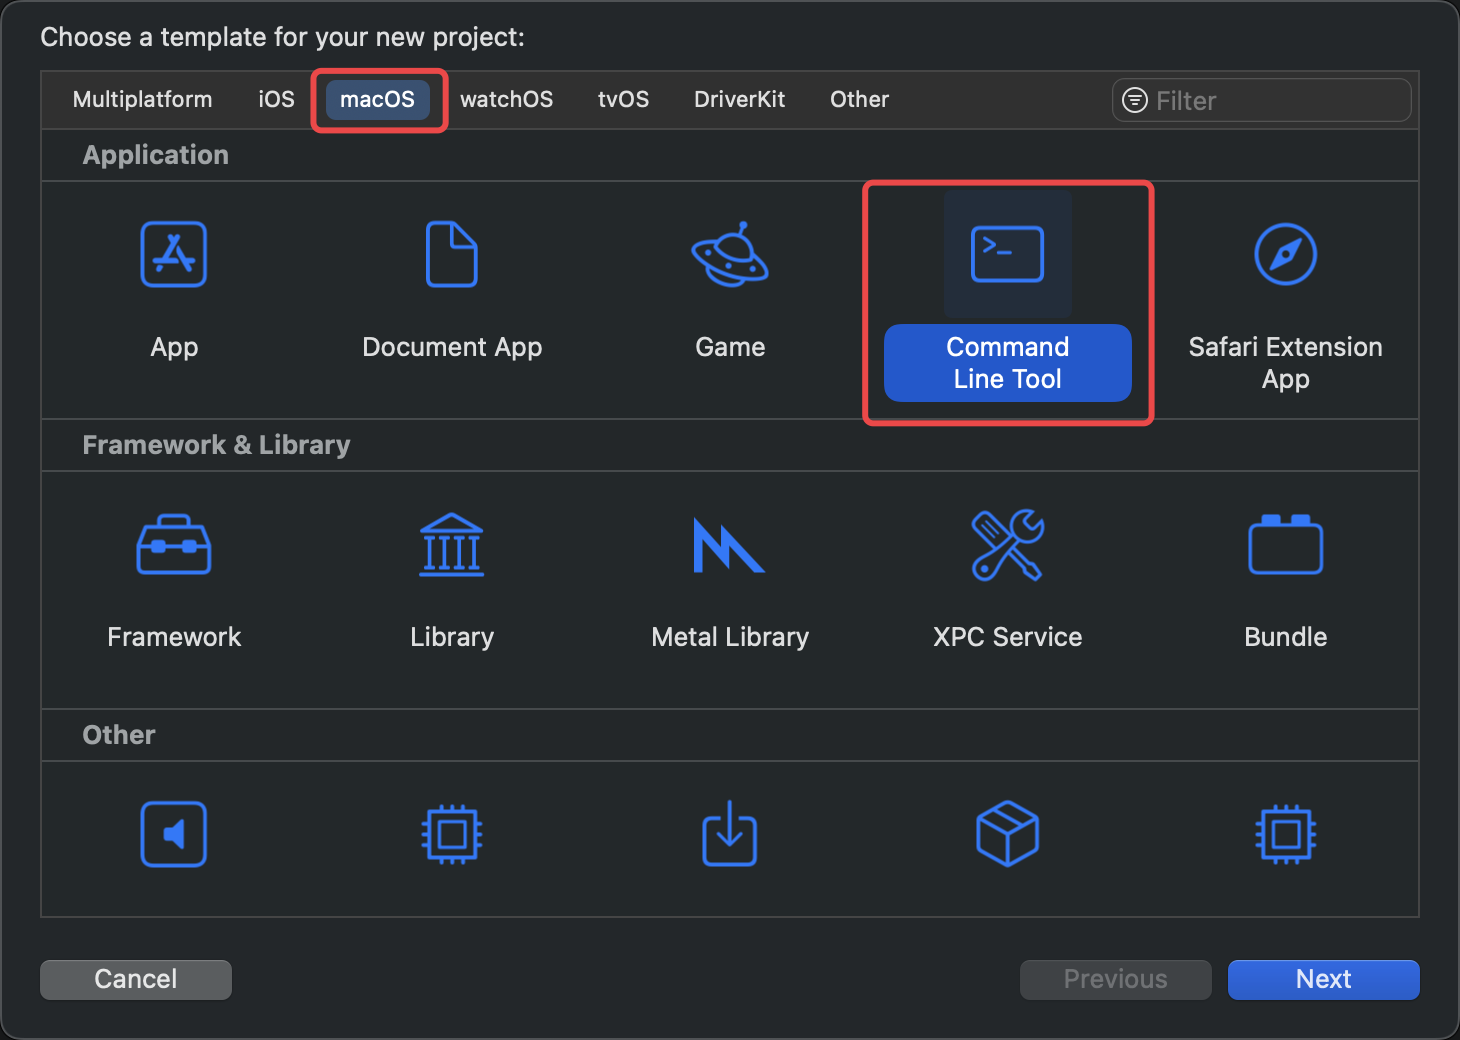 Choose a template for your new project:
Multiplatform iOS macOS watchOS tvOS DriverKit Other Filter
Application
App Document App Game Command Line Tool Safari Extension App
Framework & Library
Framework Library Metal Library XPC Service Bundle
Other
Cancel Previous Next